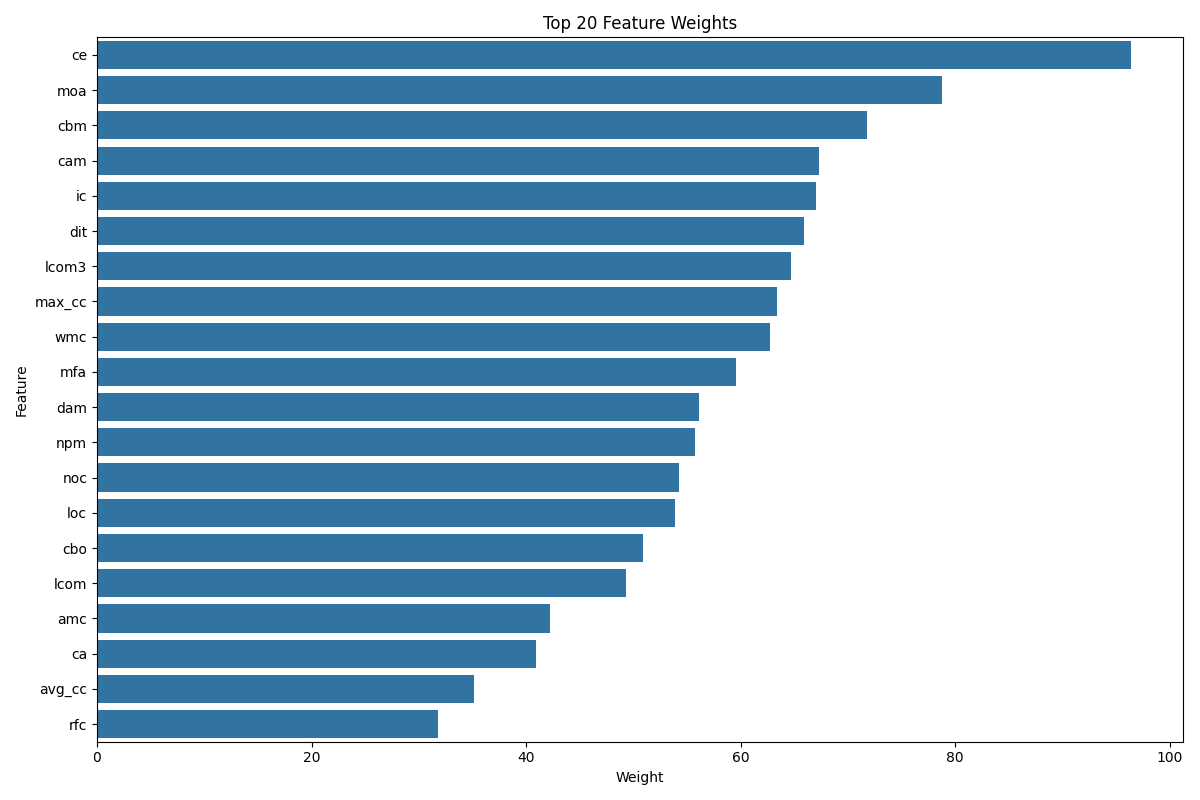 Top 20 Feature Weights
Feature
ce
moa
cbm
cam
ic
dit
lcom3
max_cc
wmc
mfa
dam
npm
noc
loc
cbo
lcom
amc
ca
avg_cc
rfc
0 20 40 60 80 100
Weight